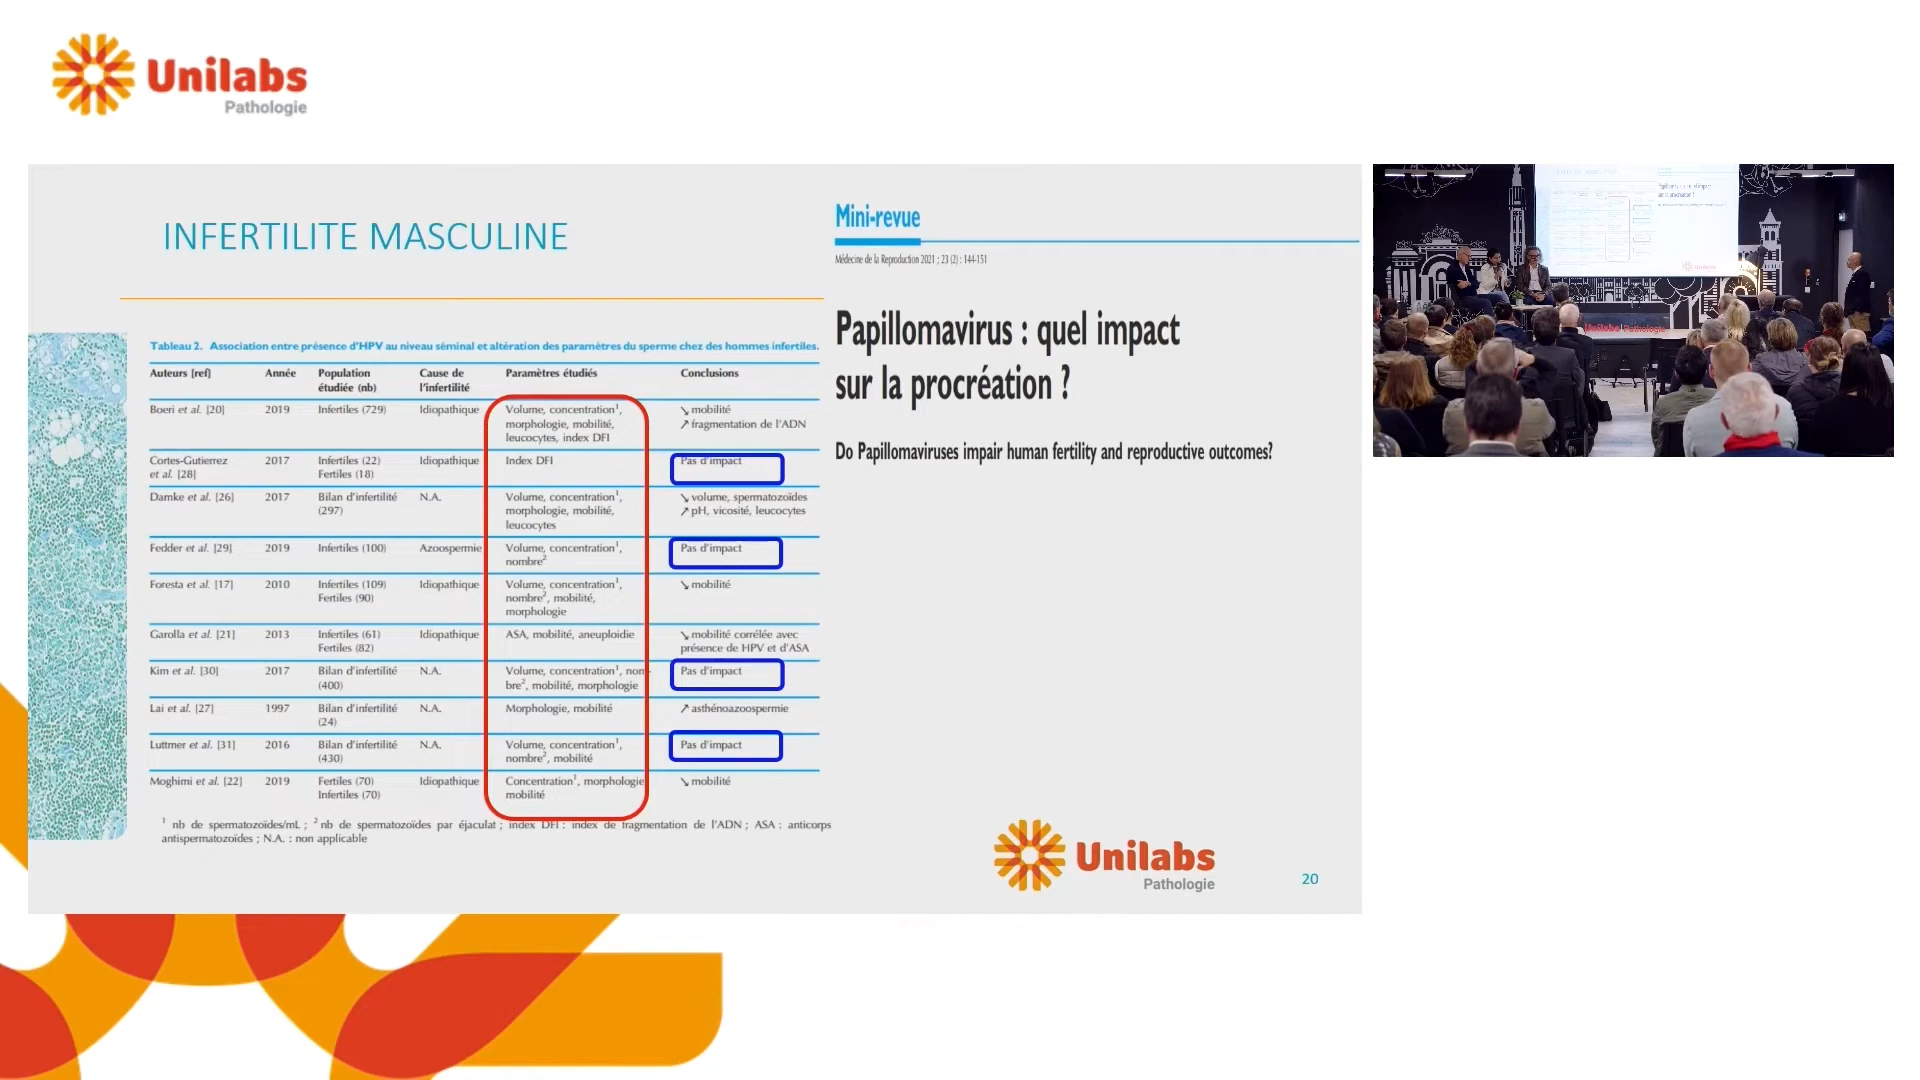 Unilabs
Pathologie
INFERTILITE MASCULINE
Tableau 2. Association entre présence d'HPV au niveau séminal et altération des paramètres du sperme chez des hommes infertiles.
Auteurs [ref] Année Population étudiée (nb) Cause de l'infertilité Paramètres étudiés Conclusions
Boeri et al. [20] 2019 Infertiles (729) Idiopathique Volume, concentration¹, morphologie, mobilité, leucocytes, index DFI ↘ mobilité ↗ fragmentation de l'ADN
Cortes-Gutierrez et al. [28] 2017 Infertiles (22) Fertiles (18) Idiopathique Index DFI Pas d'impact
Damke et al. [26] 2017 Bilan d'infertilité (297) N.A. Volume, concentration¹, morphologie, mobilité, leucocytes ↘ volume, spermatozoïdes ↗ pH, vicosité, leucocytes
Fedder et al. [29] 2019 Infertiles (100) Azoospermie Volume, concentration¹, nombre² Pas d'impact
Foresta et al. [17] 2010 Infertiles (109) Fertiles (90) Idiopathique Volume, concentration¹, nombre², mobilité, morphologie ↘ mobilité
Garolla et al. [21] 2013 Infertiles (61) Fertiles (82) Idiopathique ASA, mobilité, aneuploidie ↘ mobilité corrélée avec présence de HPV et d'ASA
Kim et al. [30] 2017 Bilan d'infertilité (400) N.A. Volume, concentration¹, nom-bre², mobilité, morphologie Pas d'impact
Lai et al. [27] 1997 Bilan d'infertilité (24) N.A. Morphologie, mobilité ↗ asthénoazoospermie
Luttmer et al. [31] 2016 Bilan d'infertilité (430) N.A. Volume, concentration¹, nombre², mobilité Pas d'impact
Moghimi et al. [22] 2019 Fertiles (70) Infertiles (70) Idiopathique Concentration¹, morphologie mobilité ↘ mobilité
¹ nb de spermatozoïdes/mL ; ² nb de spermatozoïdes par éjaculat ; index DFI : index de fragmentation de l'ADN ; ASA : anticorps
antispermatozoïdes ; N.A. : non applicable
Mini-revue
Médecine de la Reproduction 2021 ; 23 (2) : 144-151
Papillomavirus : quel impact
sur la procréation ?
Do Papillomaviruses impair human fertility and reproductive outcomes?
Unilabs
Pathologie
20
Unilabs Pathologie